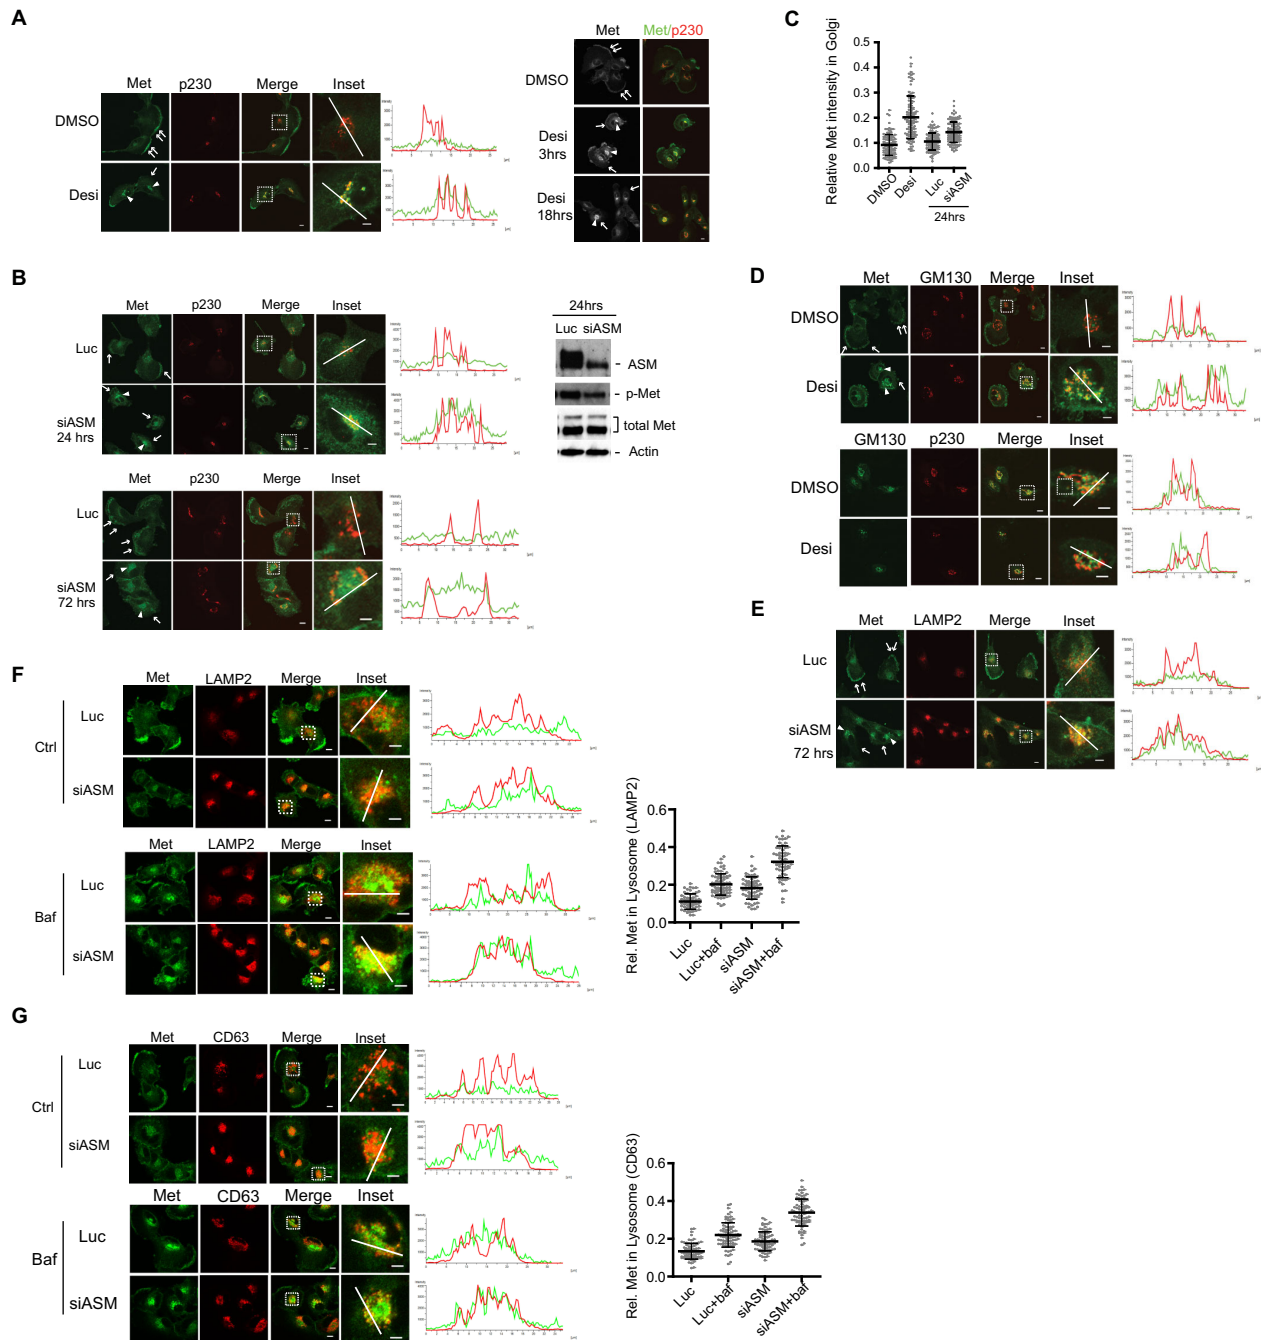 A
Met
p230
Merge
Inset
DMSO
Desi
Met
Met/p230
DMSO
Desi
3hrs
Desi
18hrs
C
Relative Met intensity in Golgi
0.5
0.4
0.3
0.2
0.1
0.0
DMSO
Desi
Luc
siASM
24hrs
B
Met
p230
Merge
Inset
Luc
siASM
24 hrs
Met
p230
Merge
Inset
Luc
siASM
72 hrs
24hrs
Luc siASM
ASM
p-Met
total Met
Actin
D
Met
GM130
Merge
Inset
DMSO
Desi
GM130
p230
Merge
Inset
DMSO
Desi
E
Met
LAMP2
Merge
Inset
Luc
siASM
72 hrs
F
Met
LAMP2
Merge
Inset
Ctrl
Luc
siASM
Met
LAMP2
Merge
Inset
Baf
Luc
siASM
Rel. Met in Lysosome (LAMP2)
0.6
0.4
0.2
0.0
Luc
Luc+baf
siASM
siASM+baf
G
Met
CD63
Merge
Inset
Ctrl
Luc
siASM
Met
CD63
Merge
Inset
Baf
Luc
siASM
Rel. Met in Lysosome (CD63)
0.6
0.4
0.2
0.0
Luc
Luc+baf
siASM
siASM+baf